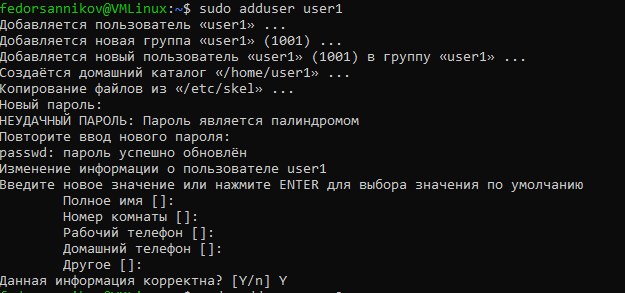 fedorsannikov@VMLinux:~$ sudo adduser user1
Добавляется пользователь «user1» ...
Добавляется новая группа «user1» (1001) ...
Добавляется новый пользователь «user1» (1001) в группу «user1» ...
Создаётся домашний каталог «/home/user1» ...
Копирование файлов из «/etc/skel» ...
Новый пароль:
НЕУДАЧНЫЙ ПАРОЛЬ: Пароль является палиндромом
Повторите ввод нового пароля:
passwd: пароль успешно обновлён
Изменение информации о пользователе user1
Введите новое значение или нажмите ENTER для выбора значения по умолчанию
Полное имя []:
Номер комнаты []:
Рабочий телефон []:
Домашний телефон []:
Другое []:
Данная информация корректна? [Y/n] Y